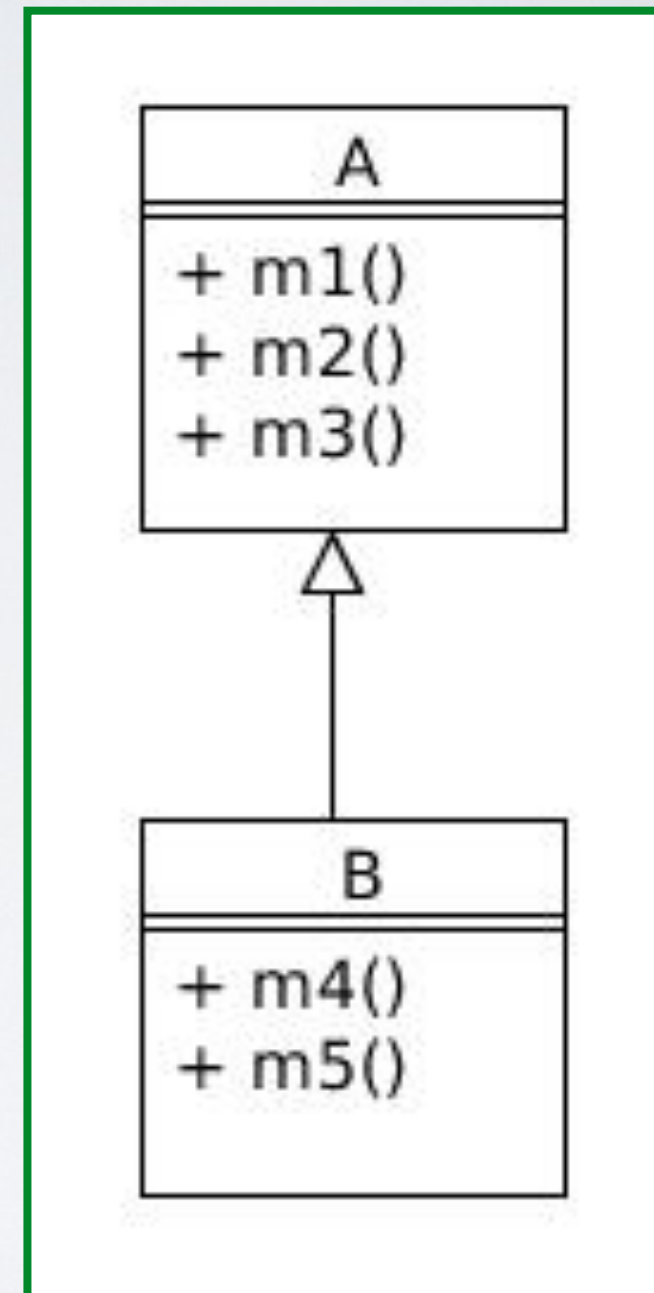 A
+ m1()
+ m2()
+ m3()
B
+ m4()
+ m5()